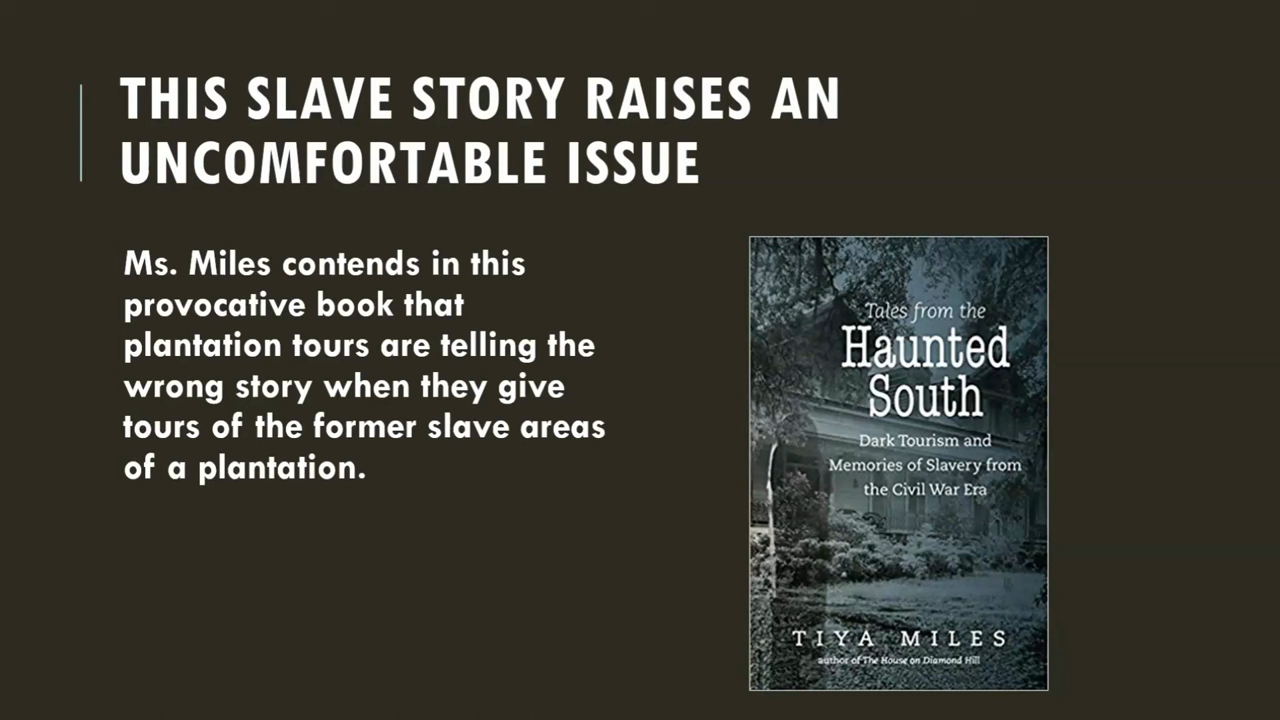 THIS SLAVE STORY RAISES AN
UNCOMFORTABLE ISSUE
Ms. Miles contends in this
provocative book that
plantation tours are telling the
wrong story when they give
tours of the former slave areas
of a plantation.
Tales from the
Haunted
South
Dark Tourism and
Memories of Slavery from
the Civil War Era
TIYA MILES
author of The House on Diamond Hill